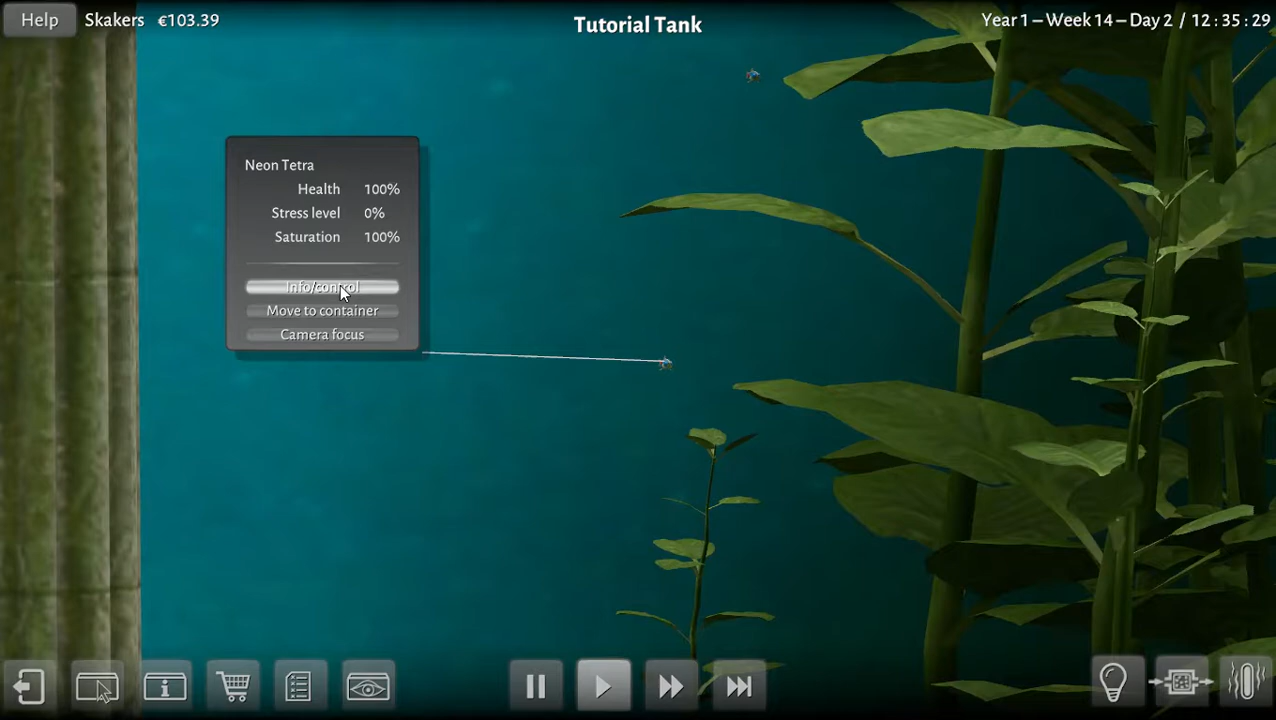 Help Skakers €103.39
Tutorial Tank
Year 1 – Week 14 – Day 2 / 12:35:29
Neon Tetra
Health 100%
Stress level 0%
Saturation 100%
Info/control
Move to container
Camera focus